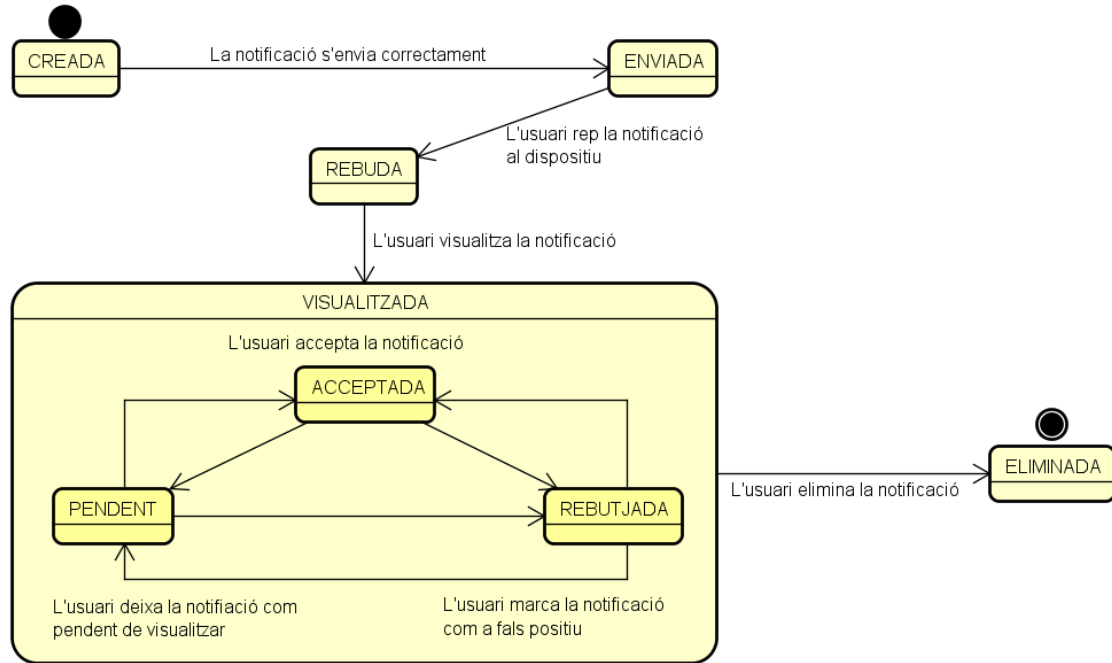 CREADA
La notificació s'envia correctament
ENVIADA
L'usuari rep la notificació
al dispositiu
REBUDA
L'usuari visualitza la notificació
VISUALITZADA
L'usuari accepta la notificació
ACCEPTADA
PENDENT
REBUTJADA
L'usuari deixa la notifiació com
pendent de visualitzar
L'usuari marca la notificació
com a fals positiu
ELIMINADA
L'usuari elimina la notificació